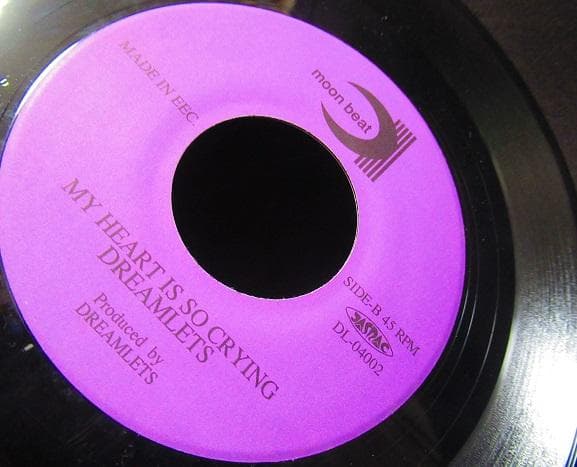 MADE IN EEC.
moon beat
MY HEART IS SO CRYING
DREAMLETS
Produced by
DREAMLETS
SIDE-B 45 RPM
JASRAC
DL-04002